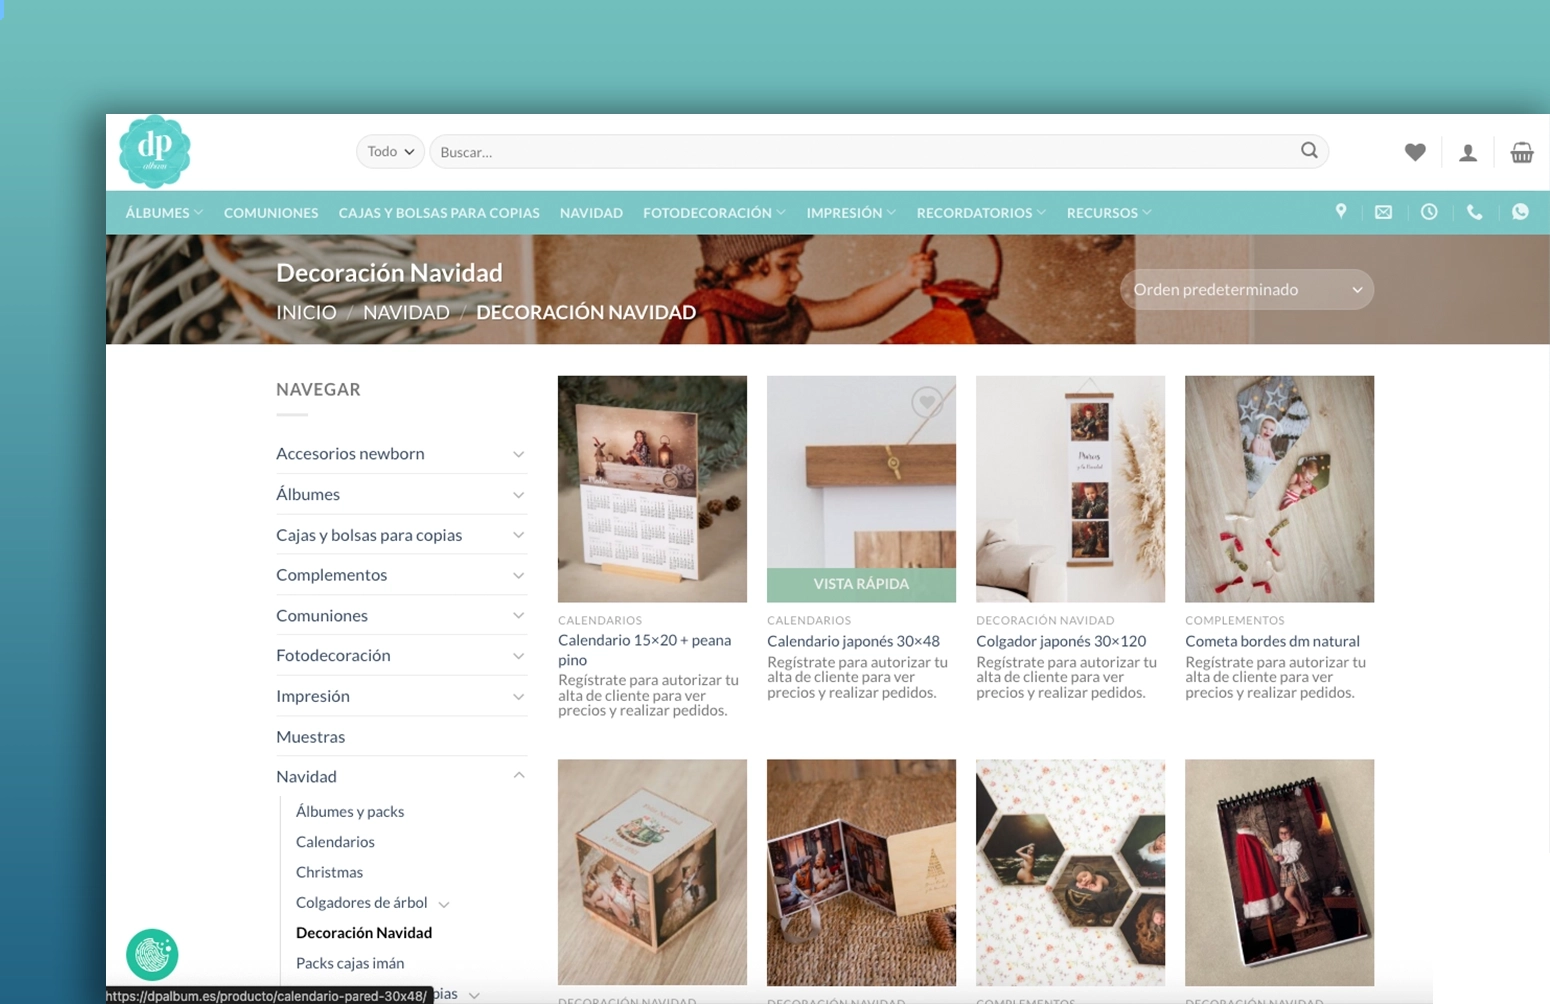 dp
album
Todo
Buscar...
ÁLBUMES
COMUNIONES
CAJAS Y BOLSAS PARA COPIAS
NAVIDAD
FOTODECORACIÓN
IMPRESIÓN
RECORDATORIOS
RECURSOS
Decoración Navidad
INICIO / NAVIDAD / DECORACIÓN NAVIDAD
Orden predeterminado
NAVEGAR
Accesorios newborn
Álbumes
Cajas y bolsas para copias
Complementos
Comuniones
Fotodecoración
Impresión
Muestras
Navidad
Álbumes y packs
Calendarios
Christmas
Colgadores de árbol
Decoración Navidad
Packs cajas imán
pias
https://dpalbum.es/producto/calendario-pared-30x48/
CALENDARIOS
Calendario 15×20 + peana
pino
Regístrate para autorizar tu
alta de cliente para ver
precios y realizar pedidos.
VISTA RÁPIDA
CALENDARIOS
Calendario japonés 30×48
Regístrate para autorizar tu
alta de cliente para ver
precios y realizar pedidos.
DECORACIÓN NAVIDAD
Colgador japonés 30×120
Regístrate para autorizar tu
alta de cliente para ver
precios y realizar pedidos.
COMPLEMENTOS
Cometa bordes dm natural
Regístrate para autorizar tu
alta de cliente para ver
precios y realizar pedidos.
DECORACIÓN NAVIDAD
DECORACIÓN NAVIDAD
COMPLEMENTOS
DECORACIÓN NAVIDAD